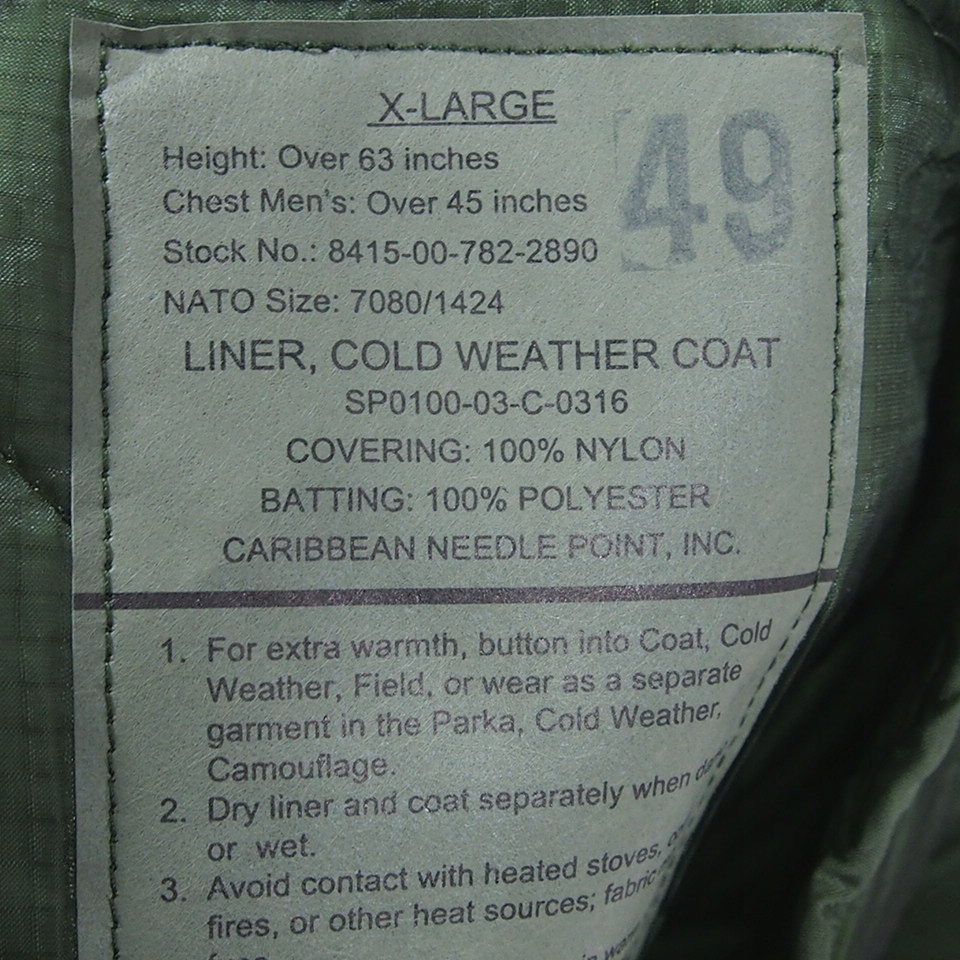 X-LARGE
Height: Over 63 inches
Chest Men's: Over 45 inches
49
Stock No.: 8415-00-782-2890
NATO Size: 7080/1424
LINER, COLD WEATHER COAT
SP0100-03-C-0316
COVERING: 100% NYLON
BATTING: 100% POLYESTER
CARIBBEAN NEEDLE POINT, INC.
1. For extra warmth, button into Coat, Cold
Weather, Field, or wear as a separate
garment in the Parka, Cold Weather,
Camouflage.
2. Dry liner and coat separately when
or wet.
3. Avoid contact with heated stoves,
fires, or other heat sources; fabric